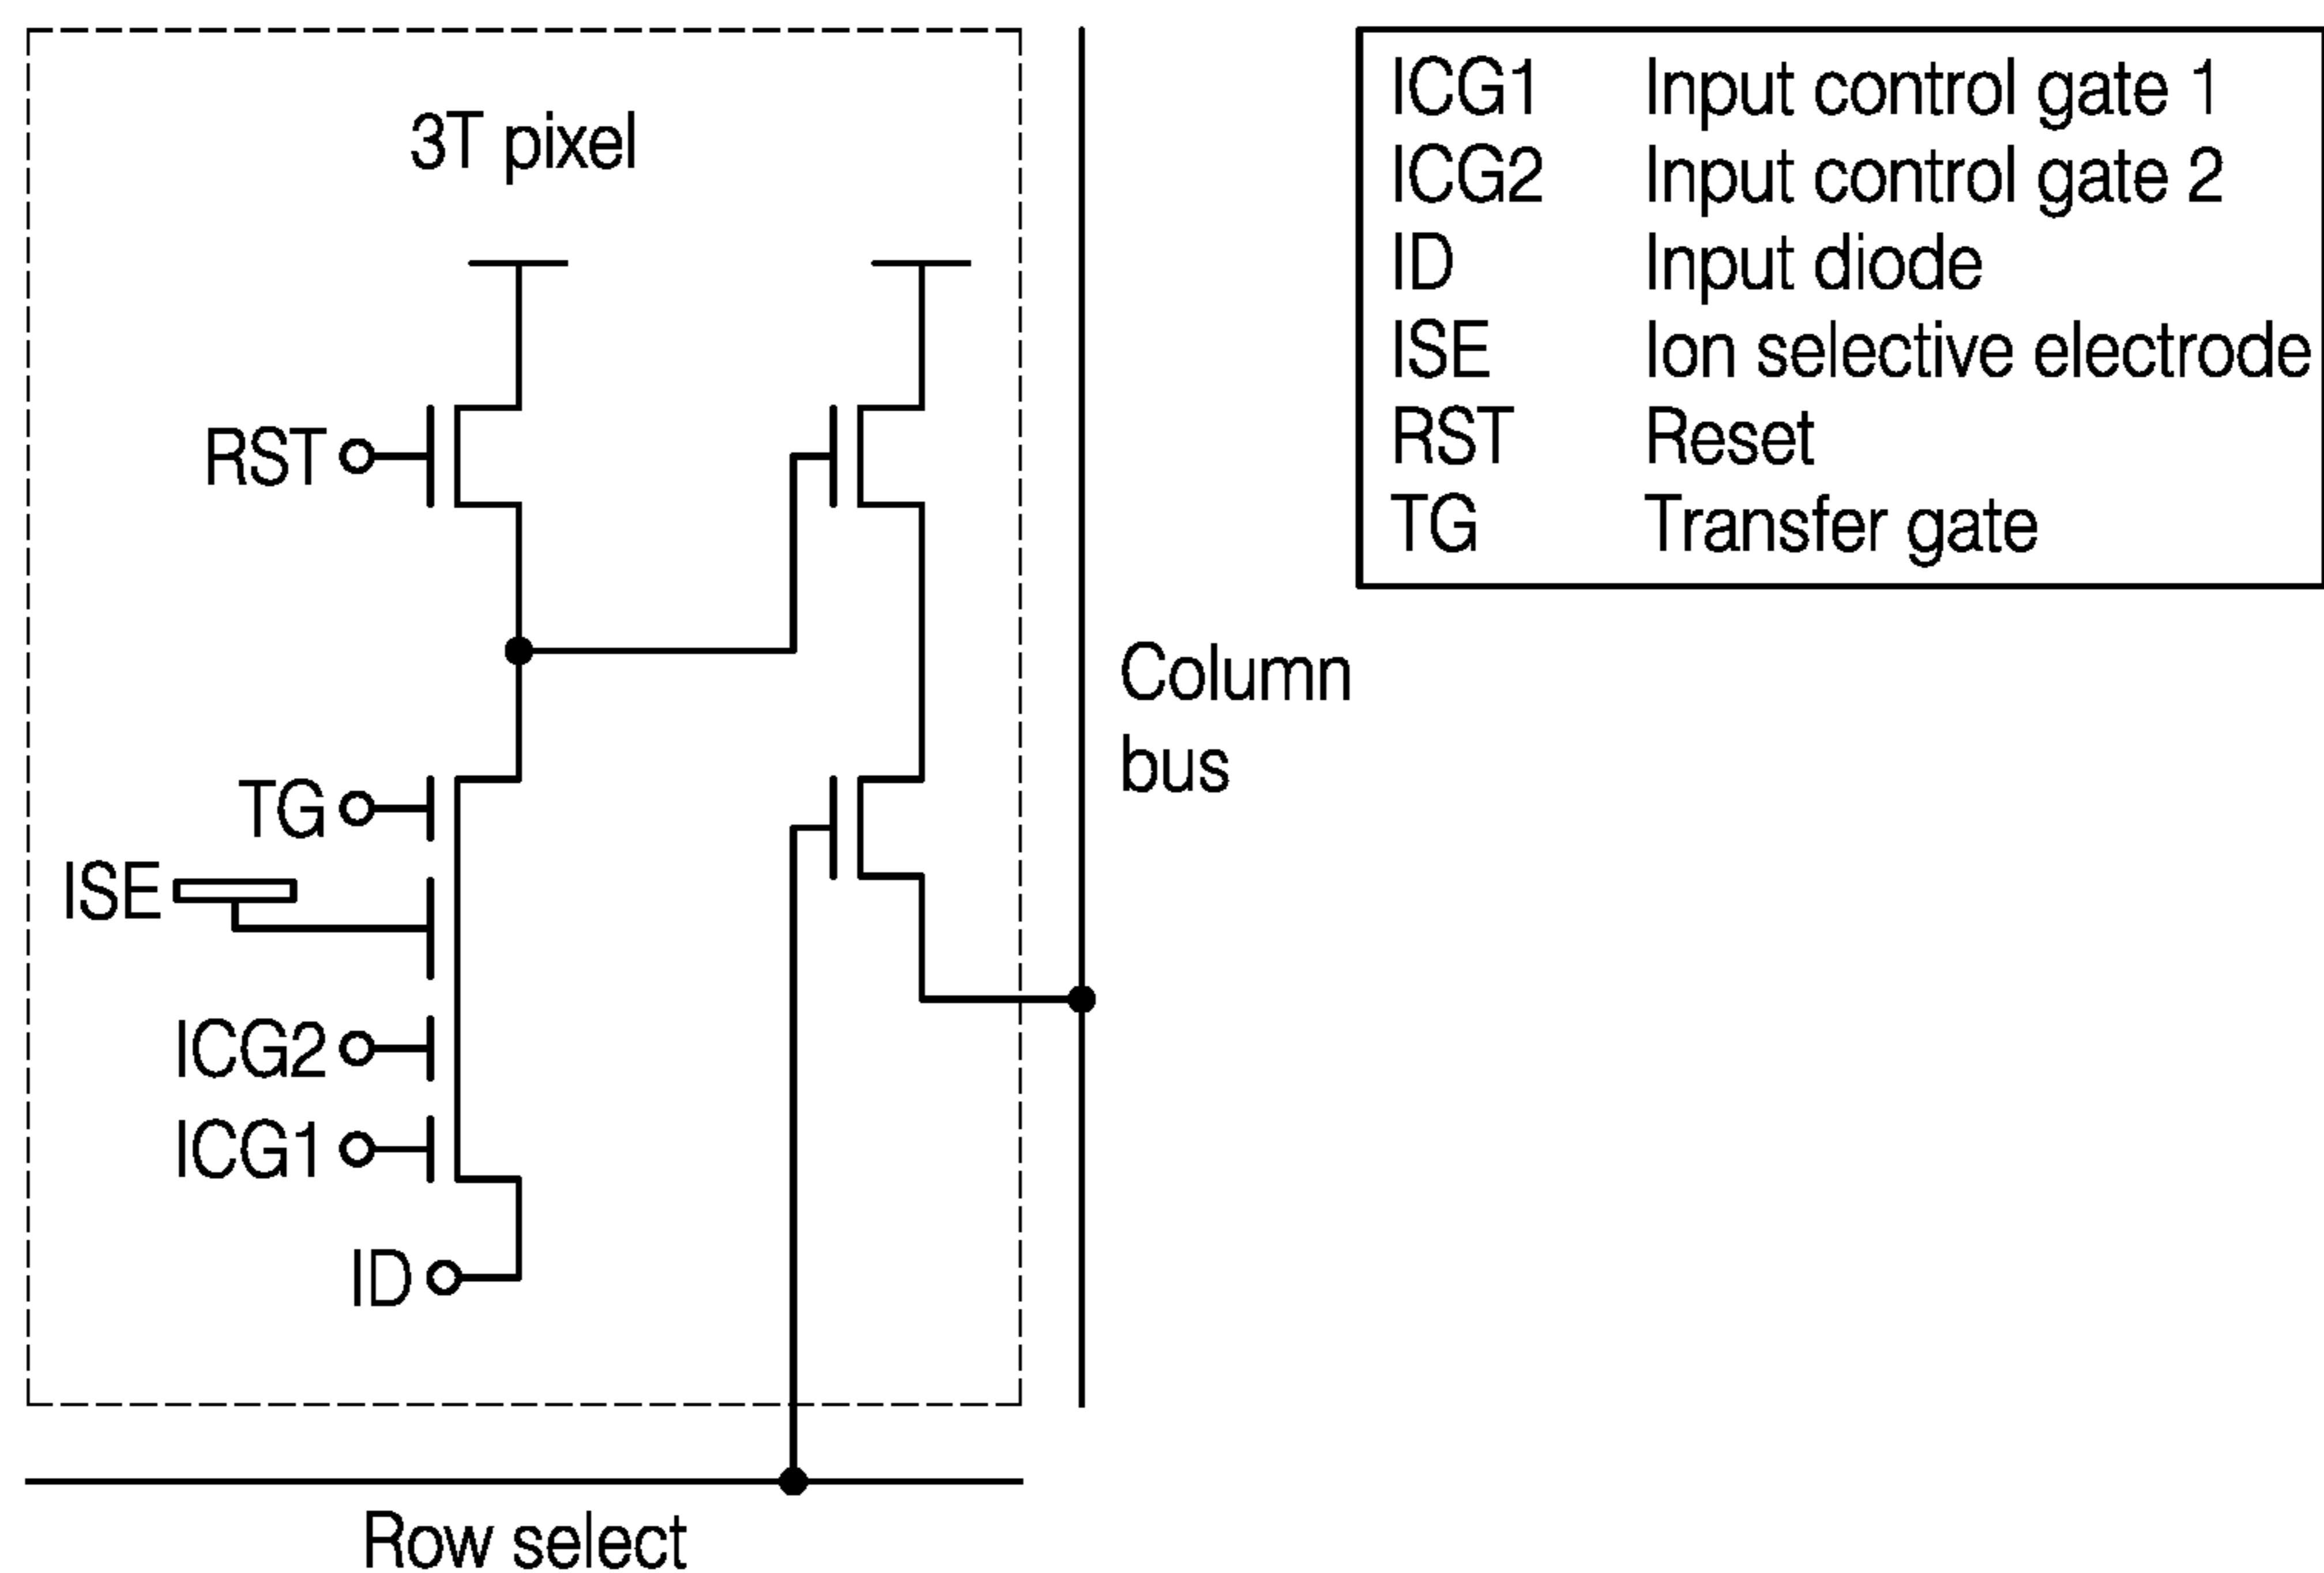 3T pixel
RST
TG
ISE
ICG2
ICG1
ID
Row select
Column
bus
ICG1 Input control gate 1
ICG2 Input control gate 2
ID Input diode
ISE Ion selective electrode
RST Reset
TG Transfer gate